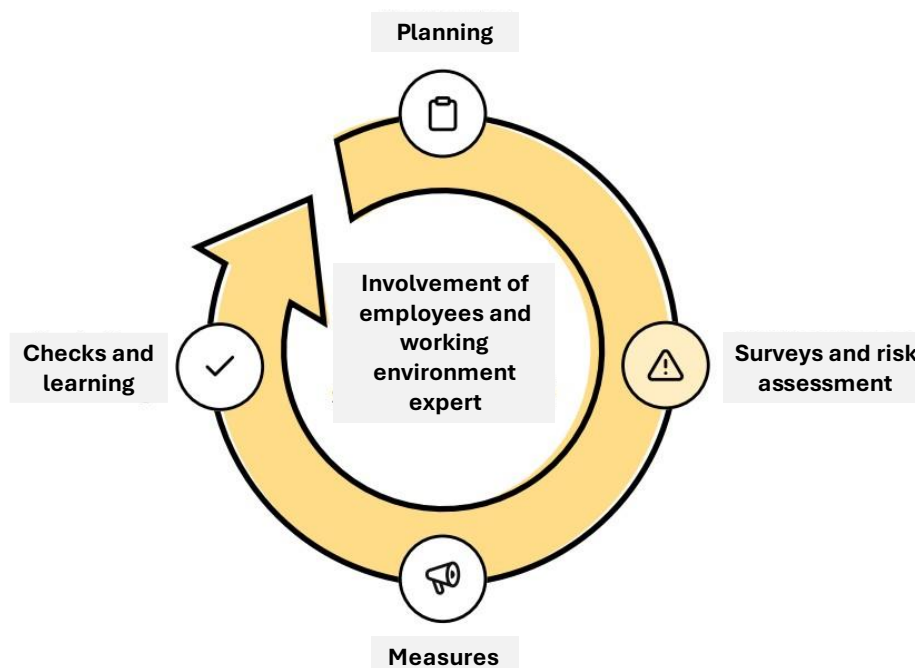 Planning
Involvement of
employees and
working
environment
expert
Checks and
learning
Surveys and risk
assessment
Measures